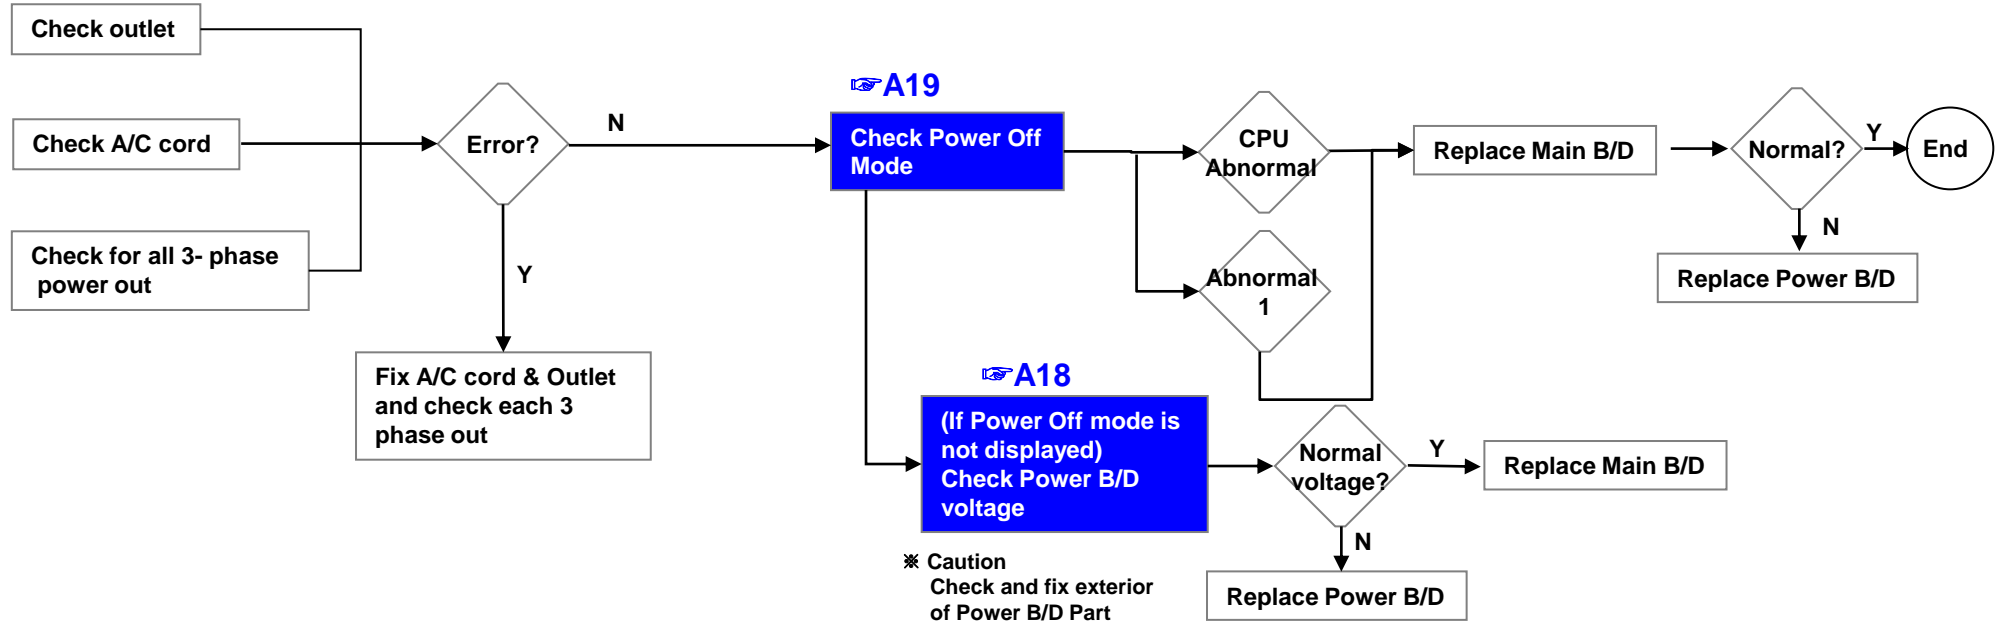 Check outlet
Check A/C cord
Check for all 3- phase
power out
Error?
N
Y
Fix A/C cord & Outlet
and check each 3
phase out
☞A19
Check Power Off
Mode
CPU
Abnormal
Abnormal
1
Replace Main B/D
Normal?
Y
End
N
Replace Power B/D
☞A18
(If Power Off mode is
not displayed)
Check Power B/D
voltage
Normal
voltage?
Y
Replace Main B/D
N
Replace Power B/D
※ Caution
Check and fix exterior
of Power B/D Part